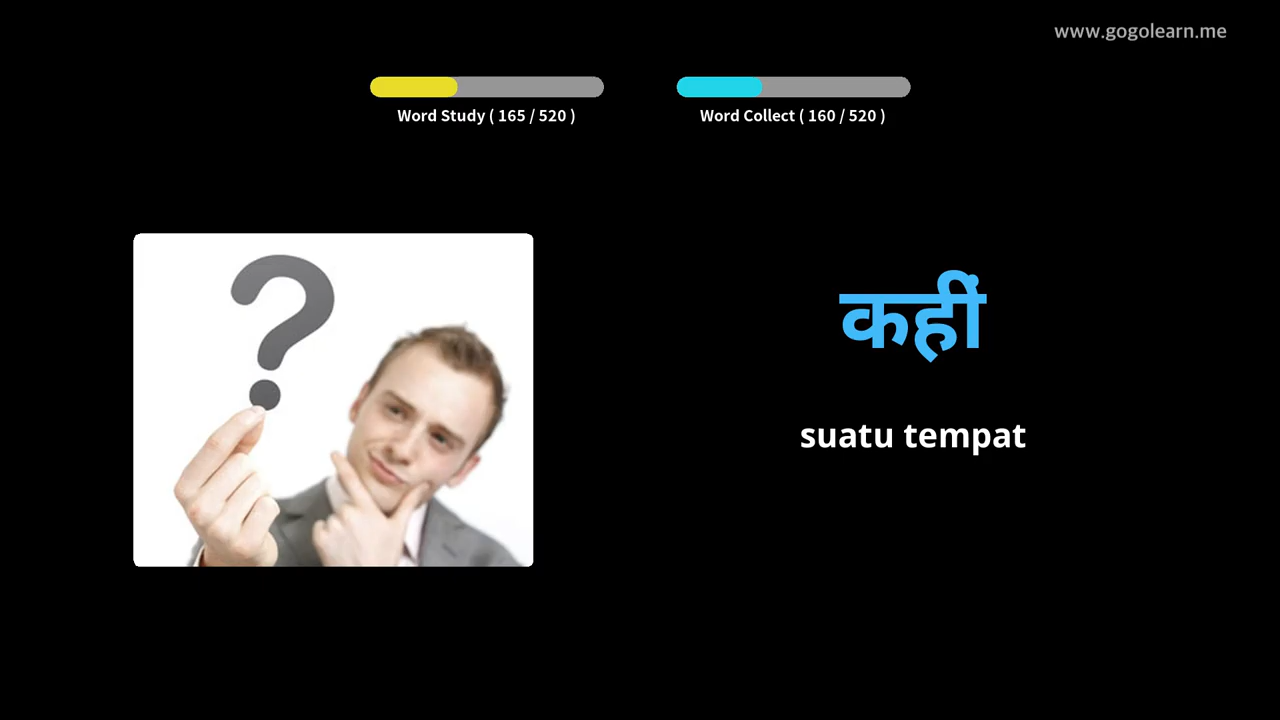 www.gogolearn.me
Word Study ( 165 / 520 )
Word Collect ( 160 / 520 )
कहीं
suatu tempat